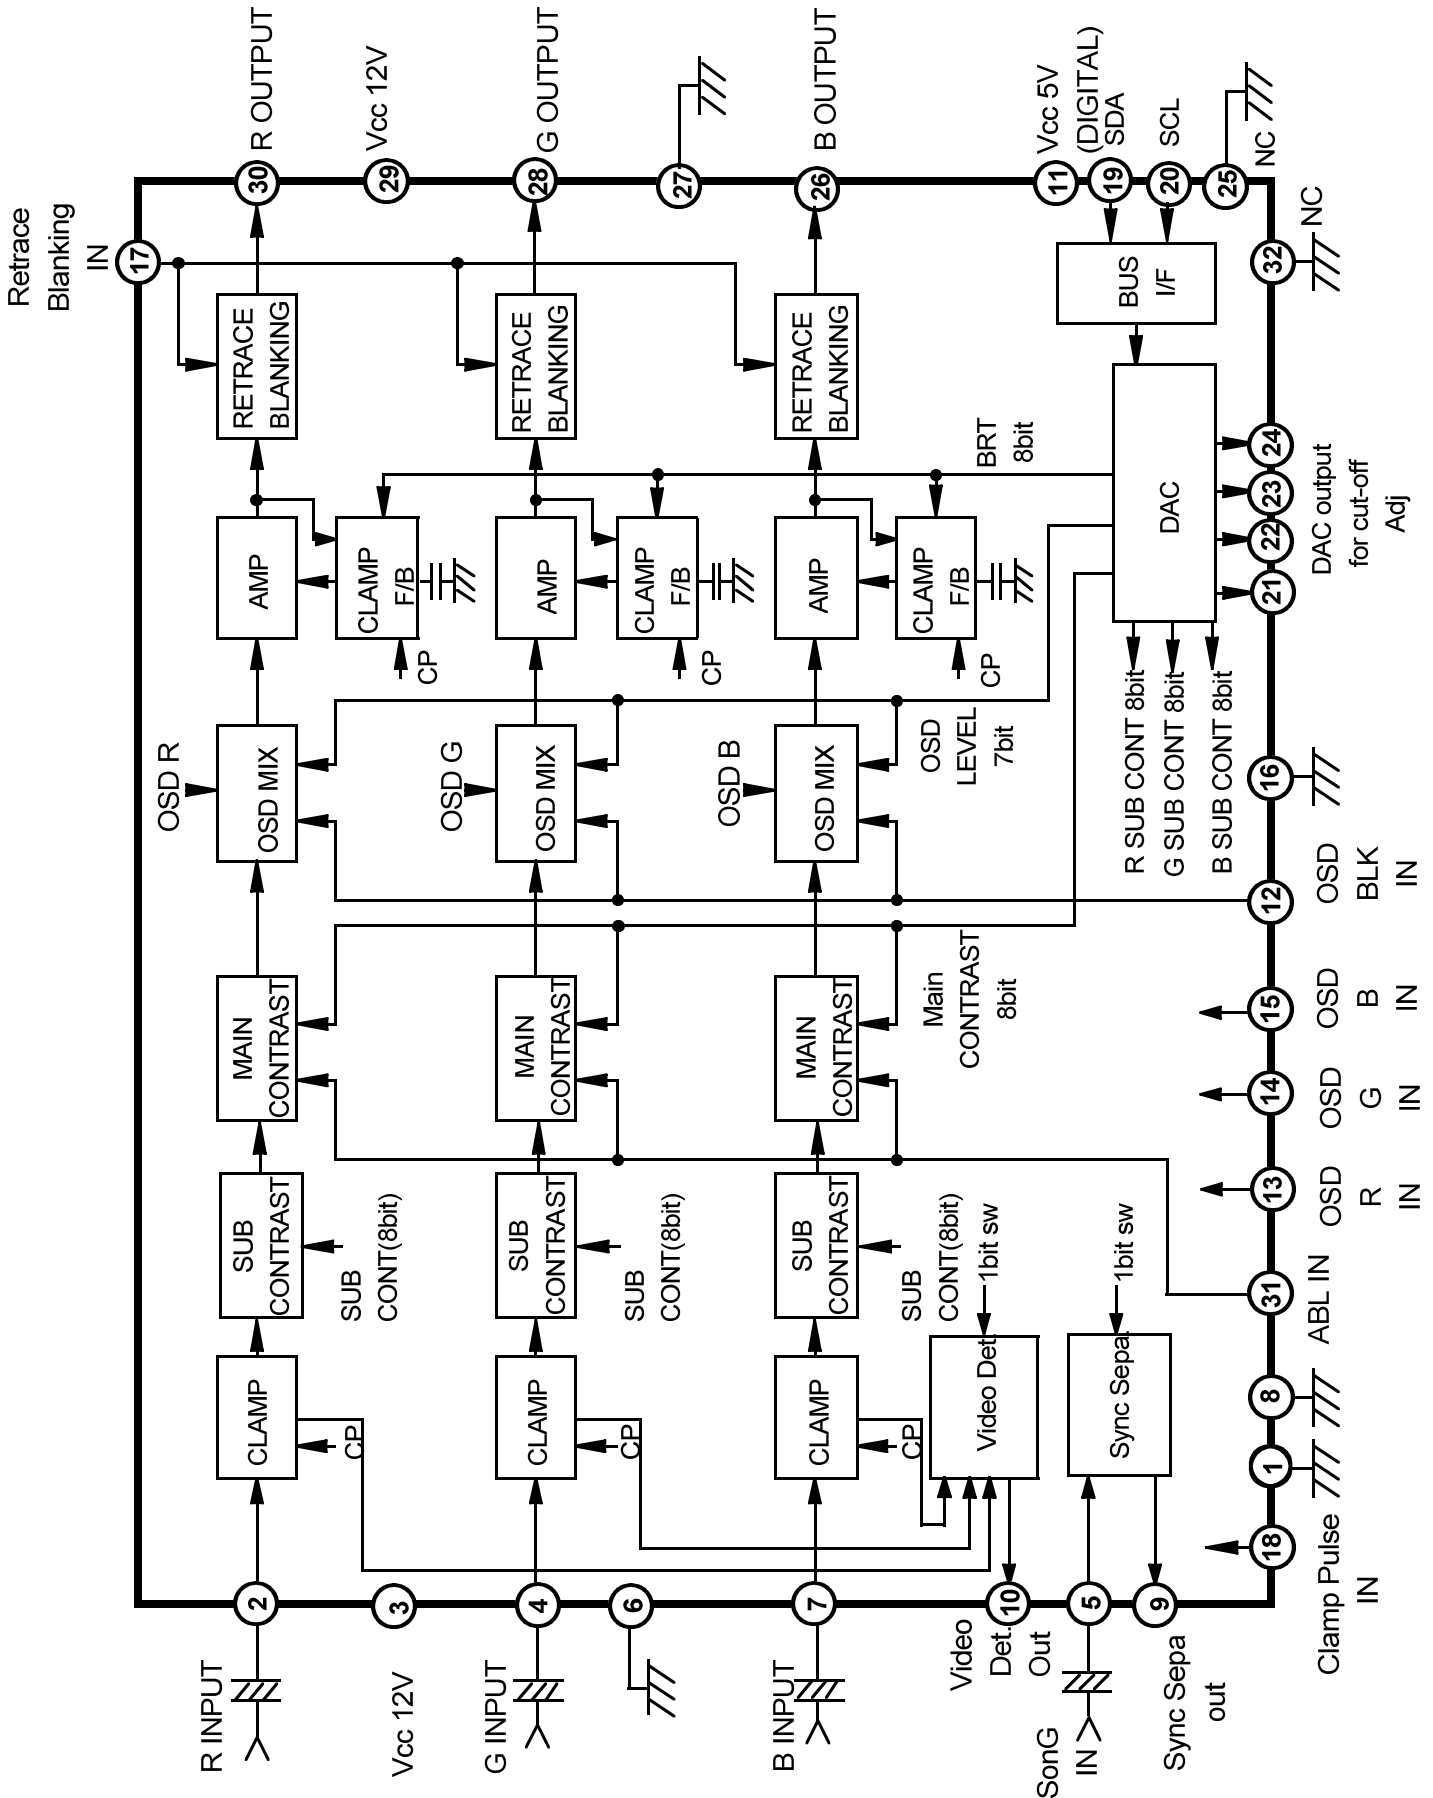 Retrace
Blanking
IN
17
R OUTPUT
30
Vcc 12V
29
G OUTPUT
28
27
B OUTPUT
26
Vcc 5V
(DIGITAL)
11
SDA
19
SCL
20
25
NC
32
NC
RETRACE
BLANKING
RETRACE
BLANKING
RETRACE
BLANKING
BUS
I/F
BRT
8bit
AMP
CLAMP
F/B
CP
AMP
CLAMP
F/B
CP
AMP
CLAMP
F/B
CP
DAC
24
23
22
21
DAC output
for cut-off
Adj
R SUB CONT 8bit
G SUB CONT 8bit
B SUB CONT 8bit
OSD R
OSD MIX
OSD G
OSD MIX
OSD B
OSD MIX
OSD
LEVEL
7bit
16
12
OSD
BLK
IN
MAIN
CONTRAST
MAIN
CONTRAST
MAIN
CONTRAST
Main
CONTRAST
8bit
15
OSD
B
IN
14
OSD
G
IN
13
OSD
R
IN
SUB
CONTRAST
SUB
CONT(8bit)
SUB
CONTRAST
SUB
CONT(8bit)
SUB
CONTRAST
SUB
CONT(8bit)
1bit sw
1bit sw
31
ABL IN
CLAMP
CP
CLAMP
CP
CLAMP
CP
Video Det.
Sync Sepa.
8
1
18
Clamp Pulse
IN
2
3
4
6
7
10
5
9
R INPUT
Vcc 12V
G INPUT
B INPUT
Video
Det.
Out
SonG
IN
Sync Sepa
out